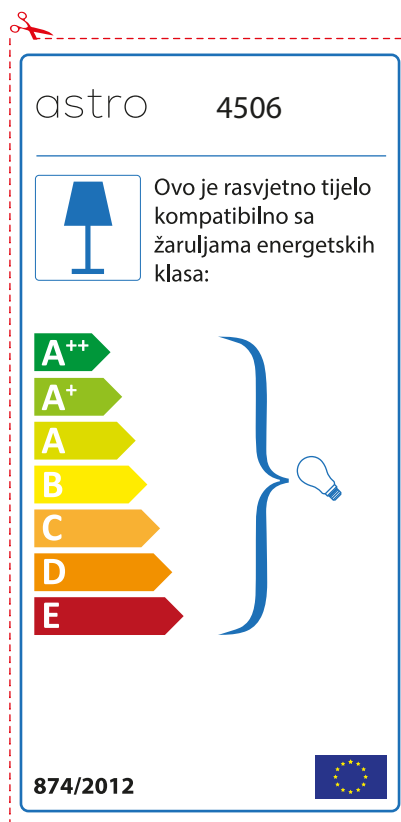 astro 4506
Ovo je rasvjetno tijelo
kompatibilno sa
žaruljama energetskih
klasa:
A++
A+
A
B
C
D
E
874/2012